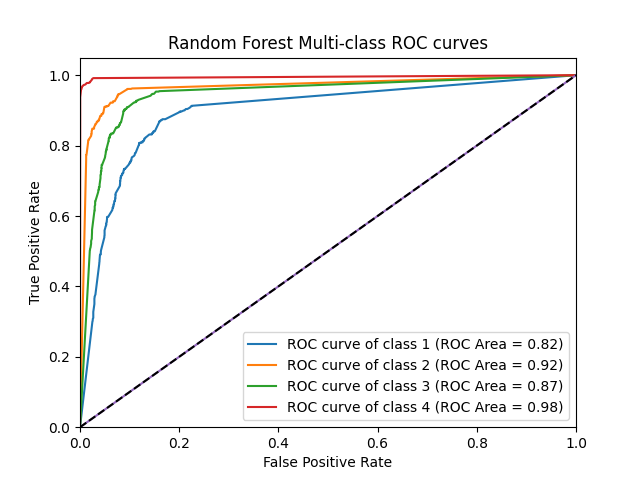 Random Forest Multi-class ROC curves
1.0
0.8
0.6
0.4
0.2
0.0
True Positive Rate
ROC curve of class 1 (ROC Area = 0.82)
ROC curve of class 2 (ROC Area = 0.92)
ROC curve of class 3 (ROC Area = 0.87)
ROC curve of class 4 (ROC Area = 0.98)
0.0 0.2 0.4 0.6 0.8 1.0
False Positive Rate